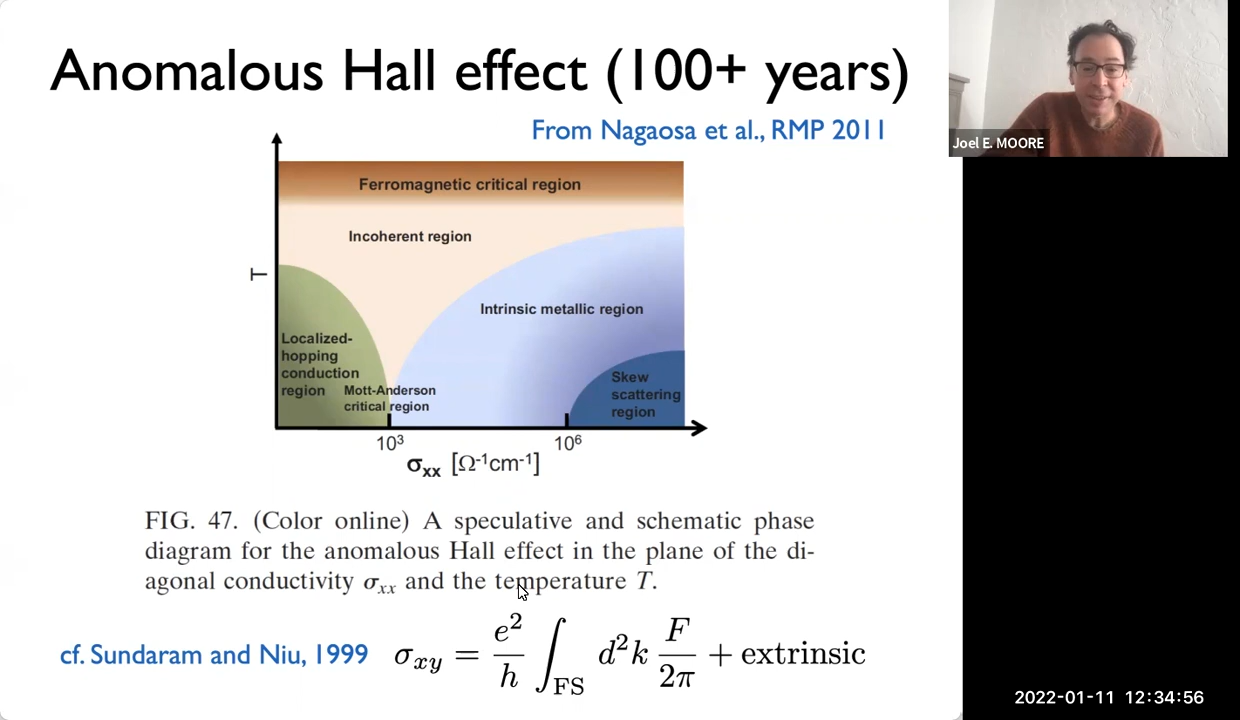 Anomalous Hall effect (100+ years)
From Nagaosa et al., RMP 2011
Joel E. MOORE
Ferromagnetic critical region
Incoherent region
T
Intrinsic metallic region
Localized-
hopping
conduction
region
Mott-Anderson
critical region
Skew
scattering
region
10³
10⁶
σxx [Ω⁻¹cm⁻¹]
FIG. 47. (Color online) A speculative and schematic phase
diagram for the anomalous Hall effect in the plane of the di-
agonal conductivity σxx and the temperature T.
cf. Sundaram and Niu, 1999
σxy = e²/h ∫FS d²k F/2π + extrinsic
2022-01-11 12:34:56